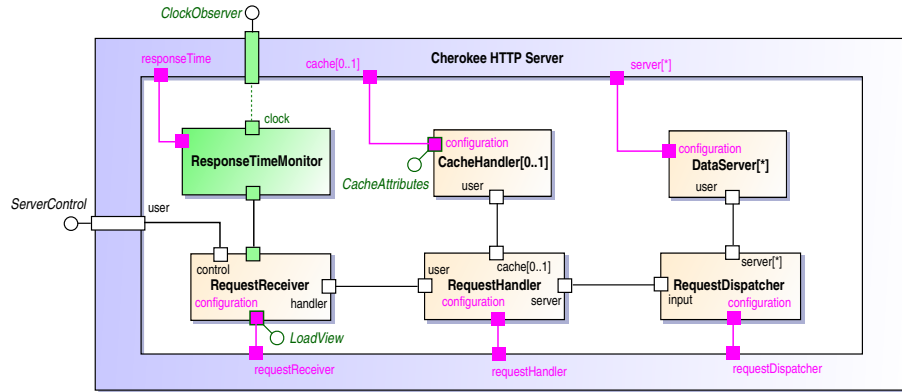 ClockObserver
Cherokee HTTP Server
responseTime
cache[0..1]
server[*]
clock
configuration
configuration
ResponseTimeMonitor
CacheHandler[0..1]
DataServer[*]
CacheAttributes
user
user
ServerControl
user
control
user
cache[0..1]
server[*]
RequestReceiver
RequestHandler
RequestDispatcher
configuration
handler
configuration
server
input
configuration
LoadView
requestReceiver
requestHandler
requestDispatcher